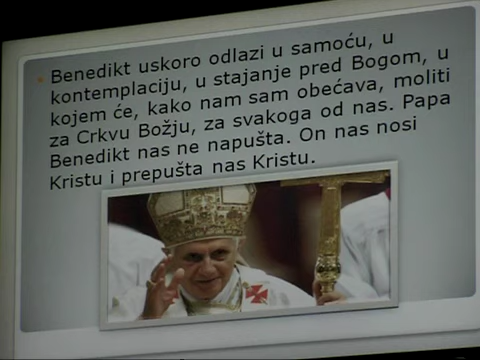 Benedikt uskoro odlazi u samoću, u
kontemplaciju, u stajanje pred Bogom, u
kojem će, kako nam sam obećava, moliti
za Crkvu Božju, za svakoga od nas. Papa
Benedikt nas ne napušta. On nas nosi
Kristu i prepušta nas Kristu.